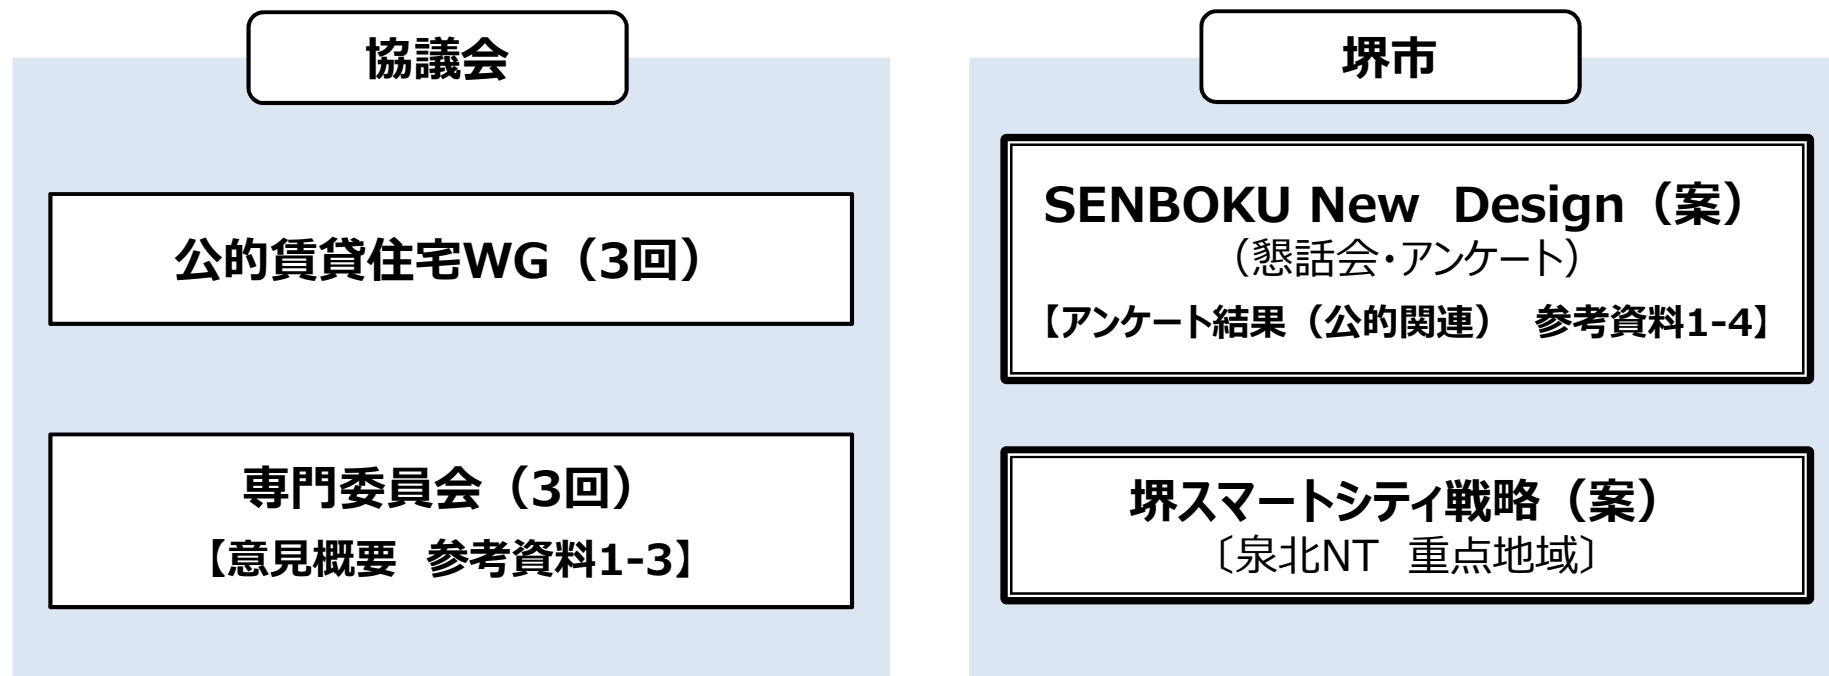 協議会
公的賃貸住宅WG（3回）
専門委員会（3回）
【意見概要　参考資料1-3】
堺市
SENBOKU New　Design（案）
（懇話会・アンケート）
【アンケート結果（公的関連）　参考資料1-4】
堺スマートシティ戦略（案）
〔泉北NT　重点地域〕